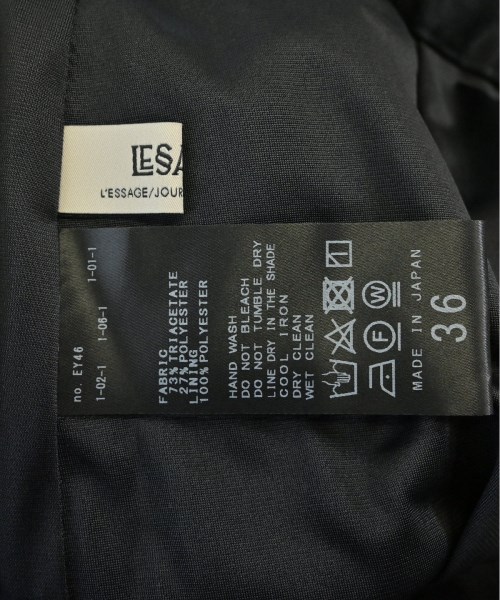 LESSA
L'ESSAGE/JOUR
no. EY46
1-02-1 1-06-1 1-01-1
FABRIC
73% TRIACETATE
27% POLYESTER
LINING
100% POLYESTER
HAND WASH
DO NOT BLEACH
DO NOT TUMBLE DRY
LINE DRY IN THE SHADE
COOL IRON
DRY CLEAN
WET CLEAN
F W
MADE IN JAPAN
36